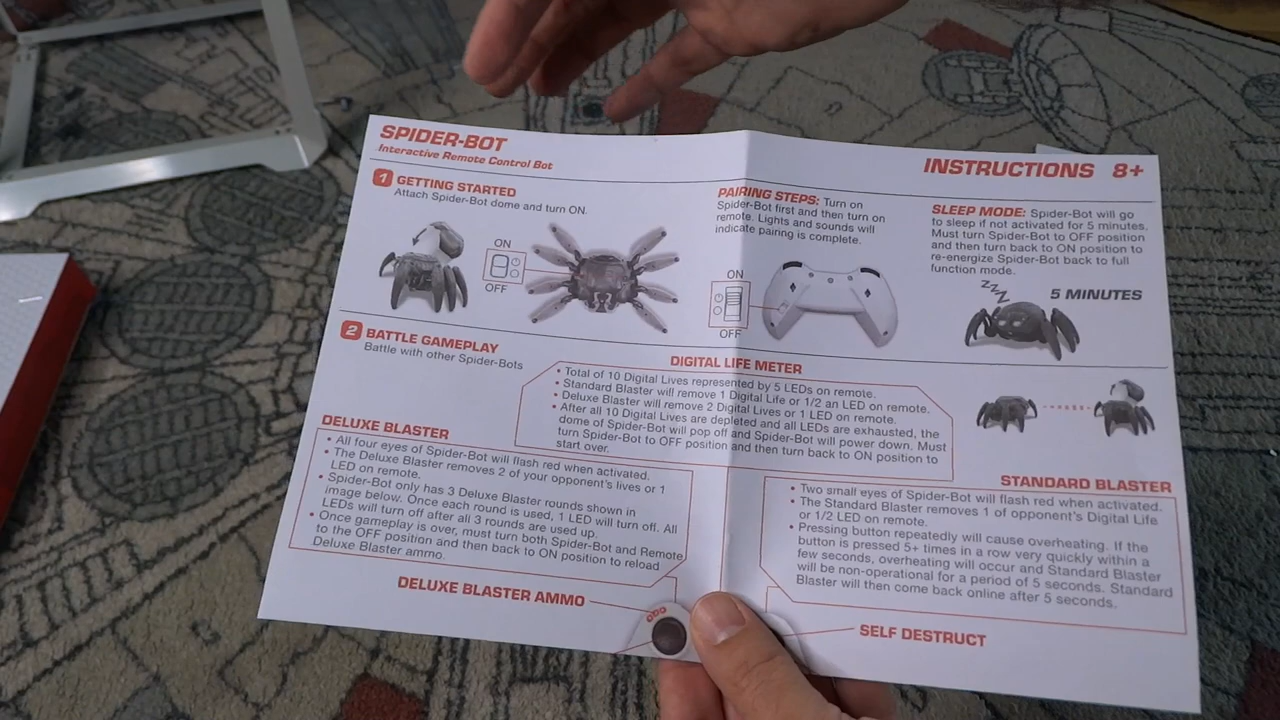 SPIDER-BOT
Interactive Remote Control Bot
INSTRUCTIONS 8+
1 GETTING STARTED
Attach Spider-Bot dome and turn ON.
ON
OFF
PAIRING STEPS: Turn on
Spider-Bot first and then turn on
remote. Lights and sounds will
indicate pairing is complete.
ON
OFF
SLEEP MODE: Spider-Bot will go
to sleep if not activated for 5 minutes.
Must turn Spider-Bot to OFF position
and then turn back to ON position to
re-energize Spider-Bot back to full
function mode.
ZZZ
5 MINUTES
2 BATTLE GAMEPLAY
Battle with other Spider-Bots
DIGITAL LIFE METER
• Total of 10 Digital Lives represented by 5 LEDs on remote.
• Standard Blaster will remove 1 Digital Life or 1/2 an LED on remote.
• Deluxe Blaster will remove 2 Digital Lives or 1 LED on remote.
• After all 10 Digital Lives are depleted and all LEDs are exhausted, the
dome of Spider-Bot will pop off and Spider-Bot will power down. Must
turn Spider-Bot to OFF position and then turn back to ON position to
start over.
DELUXE BLASTER
• All four eyes of Spider-Bot will flash red when activated.
• The Deluxe Blaster removes 2 of your opponent's lives or 1
LED on remote.
• Spider-Bot only has 3 Deluxe Blaster rounds shown in
image below. Once each round is used, 1 LED will turn off. All
LEDs will turn off after all 3 rounds are used up.
• Once gameplay is over, must turn both Spider-Bot and Remote
to the OFF position and then back to ON position to reload
Deluxe Blaster ammo.
STANDARD BLASTER
• Two small eyes of Spider-Bot will flash red when activated.
• The Standard Blaster removes 1 of opponent's Digital Life
or 1/2 LED on remote.
• Pressing button repeatedly will cause overheating. If the
button is pressed 5+ times in a row very quickly within a
few seconds, overheating will occur and Standard Blaster
will be non-operational for a period of 5 seconds. Standard
Blaster will then come back online after 5 seconds.
DELUXE BLASTER AMMO
SELF DESTRUCT